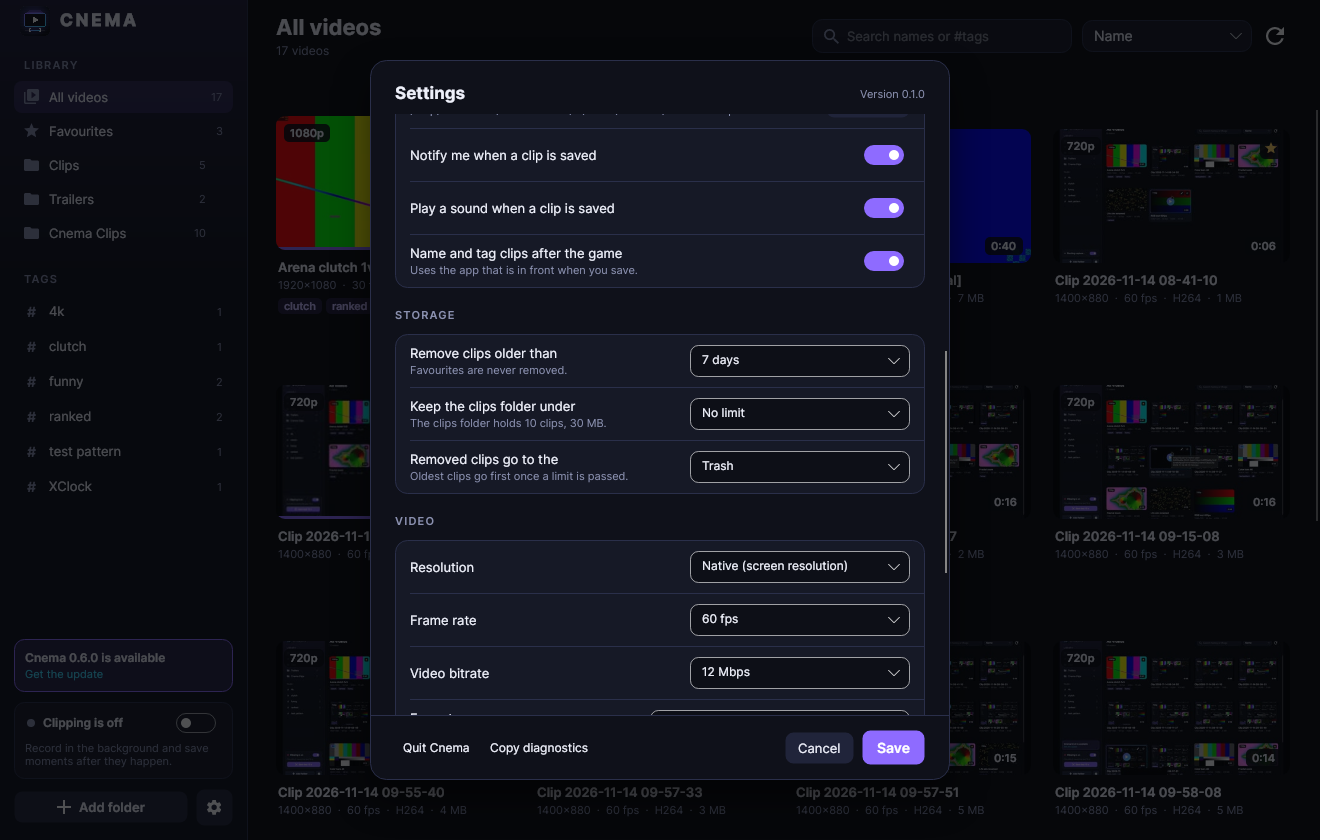 CNEMA
LIBRARY
All videos 17
Favourites 3
Clips 5
Trailers 2
Cnema Clips 10
TAGS
# 4k 1
# clutch 1
# funny 2
# ranked 2
# test pattern 1
# XClock 1
Cnema 0.6.0 is available
Get the update
Clipping is off
Record in the background and save
moments after they happen.
Add folder
All videos
17 videos
Search names or #tags
Name
1080p
Arena clutch 1v
1920×1080 · 30
clutch ranked
0:40
al]
7 MB
720p
0:06
Clip 2026-11-14 08-41-10
1400×880 · 60 fps · H264 · 1 MB
720p
Clip 2026-11-1
1400×880 · 60 fp
0:16
7
2 MB
720p
0:16
Clip 2026-11-14 09-15-08
1400×880 · 60 fps · H264 · 3 MB
720p
Clip 2026-11-14 09-55-40
1400×880 · 60 fps · H264 · 4 MB
Clip 2026-11-14 09-57-33
1400×880 · 60 fps · H264 · 3 MB
0:15
Clip 2026-11-14 09-57-51
1400×880 · 60 fps · H264 · 5 MB
720p
0:14
Clip 2026-11-14 09-58-08
1400×880 · 60 fps · H264 · 5 MB
Settings
Version 0.1.0
Notify me when a clip is saved
Play a sound when a clip is saved
Name and tag clips after the game
Uses the app that is in front when you save.
STORAGE
Remove clips older than
Favourites are never removed.
7 days
Keep the clips folder under
The clips folder holds 10 clips, 30 MB.
No limit
Removed clips go to the
Oldest clips go first once a limit is passed.
Trash
VIDEO
Resolution
Native (screen resolution)
Frame rate
60 fps
Video bitrate
12 Mbps
Quit Cnema
Copy diagnostics
Cancel
Save